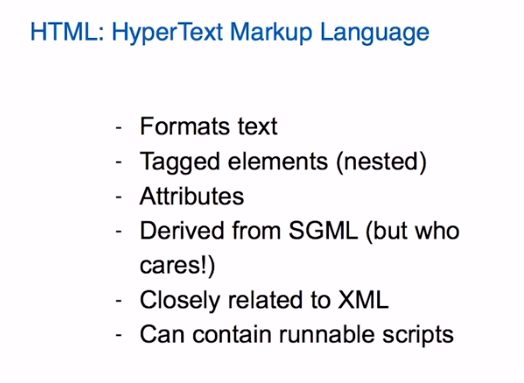 HTML: HyperText Markup Language
- Formats text
- Tagged elements (nested)
- Attributes
- Derived from SGML (but who
cares!)
- Closely related to XML
- Can contain runnable scripts